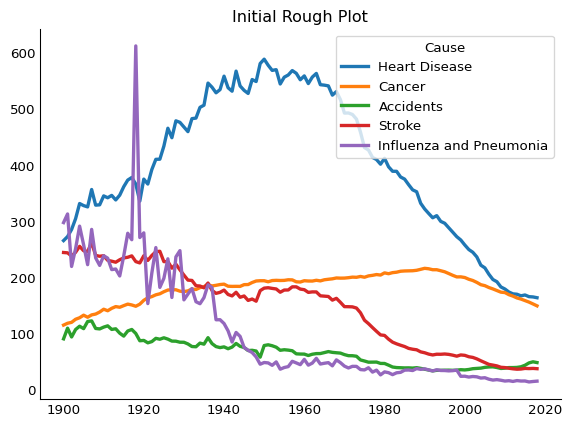 Initial Rough Plot
Cause
Heart Disease
Cancer
Accidents
Stroke
Influenza and Pneumonia
600
500
400
300
200
100
0
1900 1920 1940 1960 1980 2000 2020